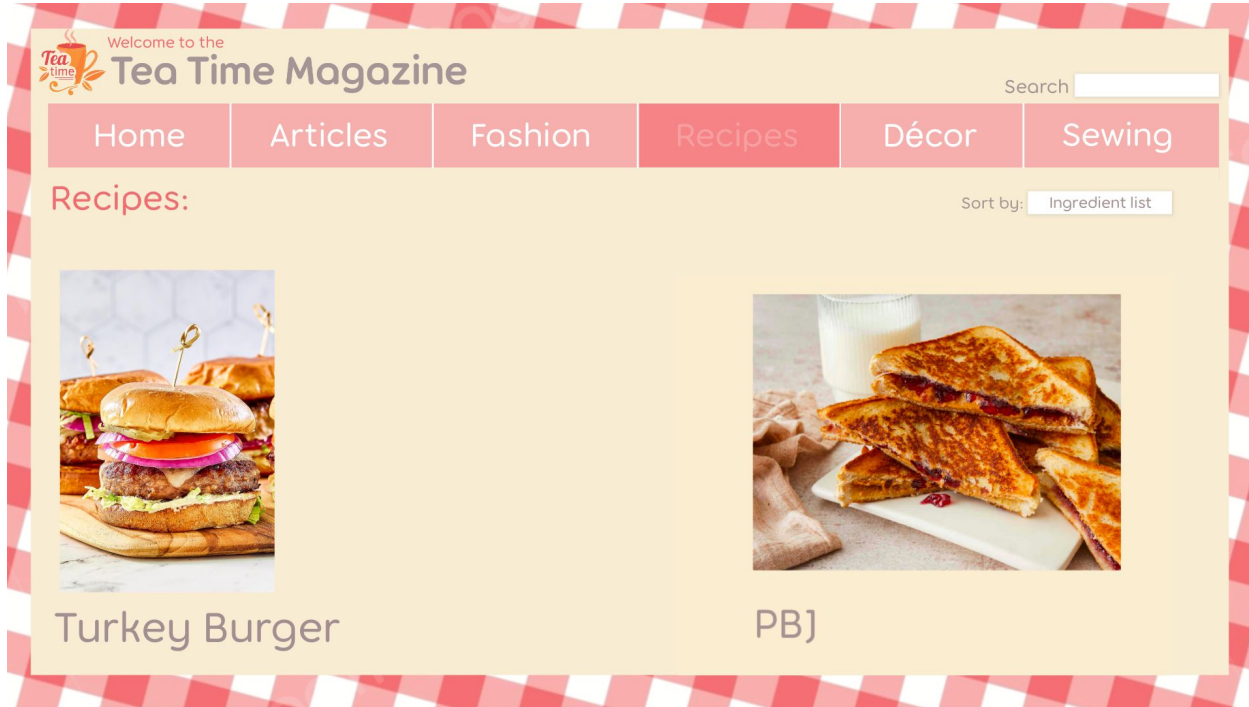 Tea
time
Welcome to the
Tea Time Magazine
Search
Home Articles Fashion Recipes Décor Sewing
Recipes:
Sort by: Ingredient list
Turkey Burger
PBJ